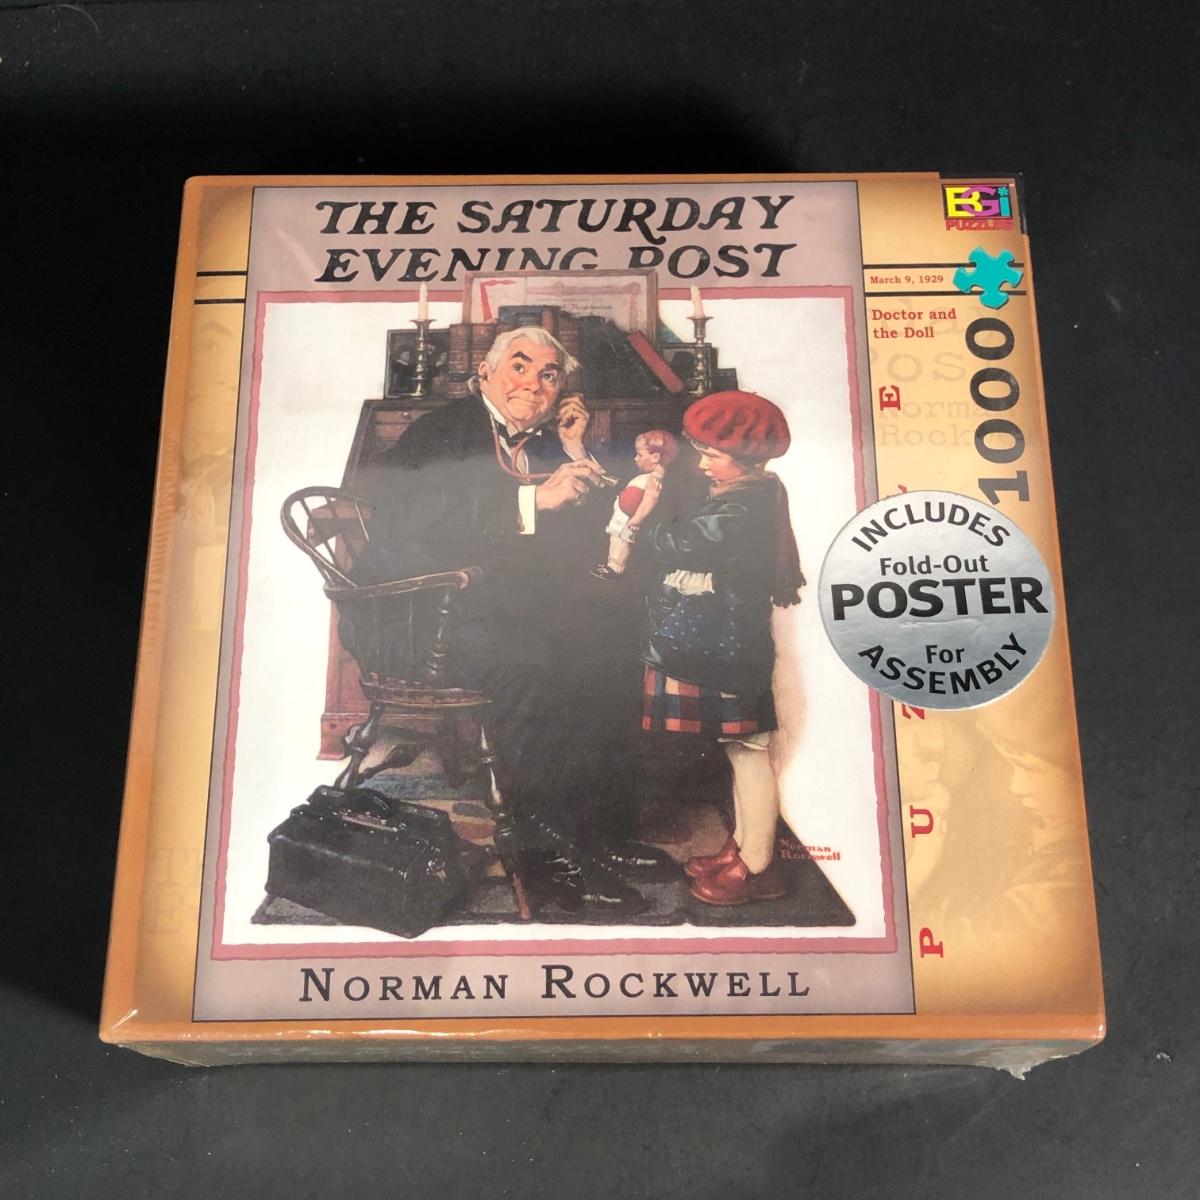 THE SATURDAY
EVENING POST
BGi
PUZZLES
March 9, 1929
Doctor and
the Doll
1000
INCLUDES
Fold-Out
POSTER
For
ASSEMBLY
Norman
Rockwell
NORMAN ROCKWELL